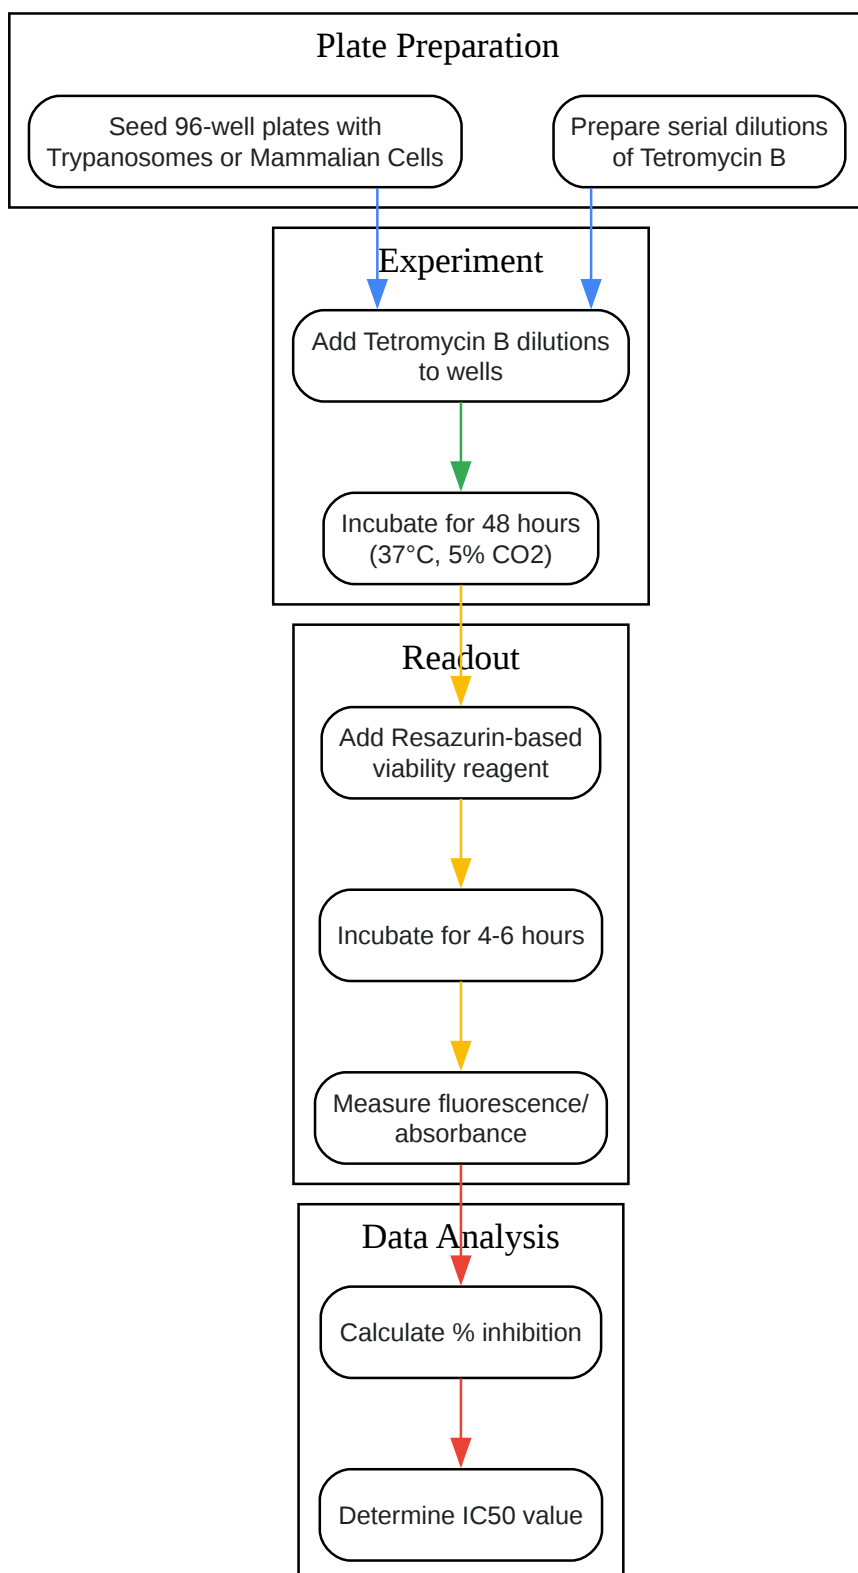 Plate Preparation
Seed 96-well plates with
Trypanosomes or Mammalian Cells
Prepare serial dilutions
of Tetromycin B
Experiment
Add Tetromycin B dilutions
to wells
Incubate for 48 hours
(37°C, 5% CO2)
Readout
Add Resazurin-based
viability reagent
Incubate for 4-6 hours
Measure fluorescence/
absorbance
Data Analysis
Calculate % inhibition
Determine IC50 value